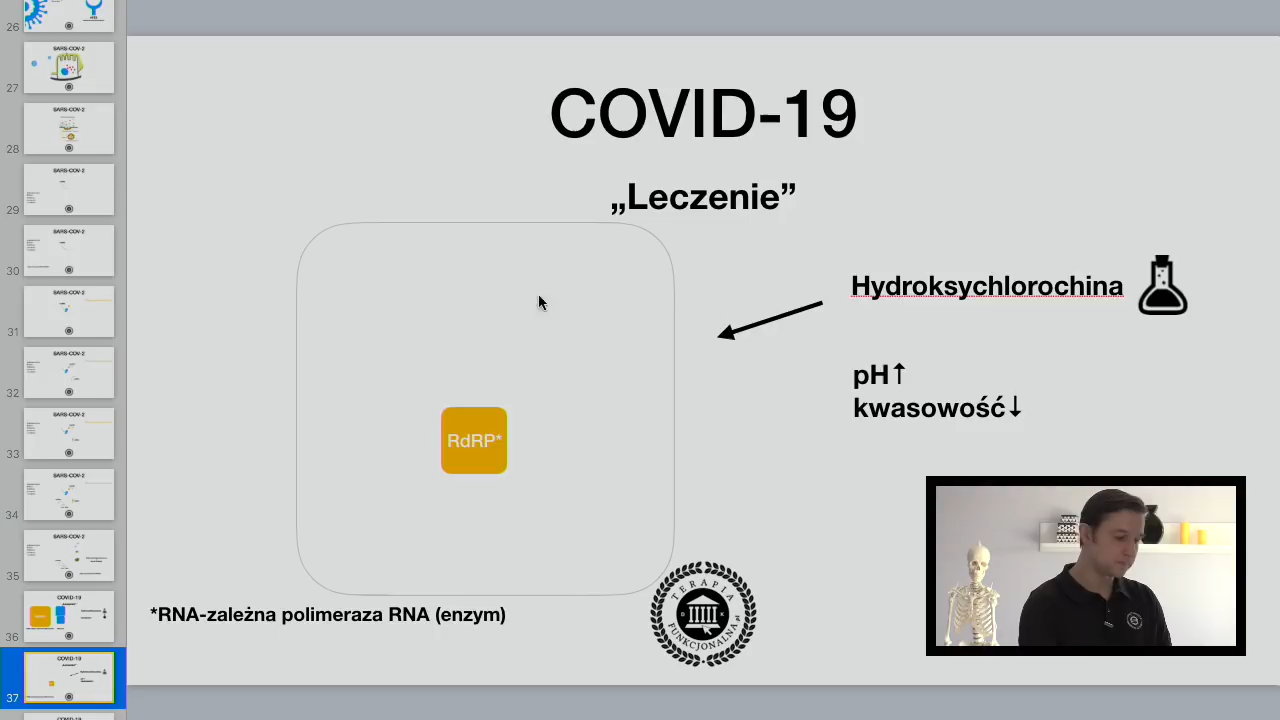 26
27
SARS-COV-2
28
SARS-COV-2
29
SARS-COV-2
30
SARS-COV-2
31
SARS-COV-2
32
SARS-COV-2
33
SARS-COV-2
34
SARS-COV-2
35
SARS-COV-2
36
COVID-19
37
COVID-19
COVID-19
COVID-19
„Leczenie”
Hydroksychlorochina
pH↑
kwasowość↓
RdRP*
*RNA-zależna polimeraza RNA (enzym)
TERAPIA
D K
FUNKCJONALNA.pl